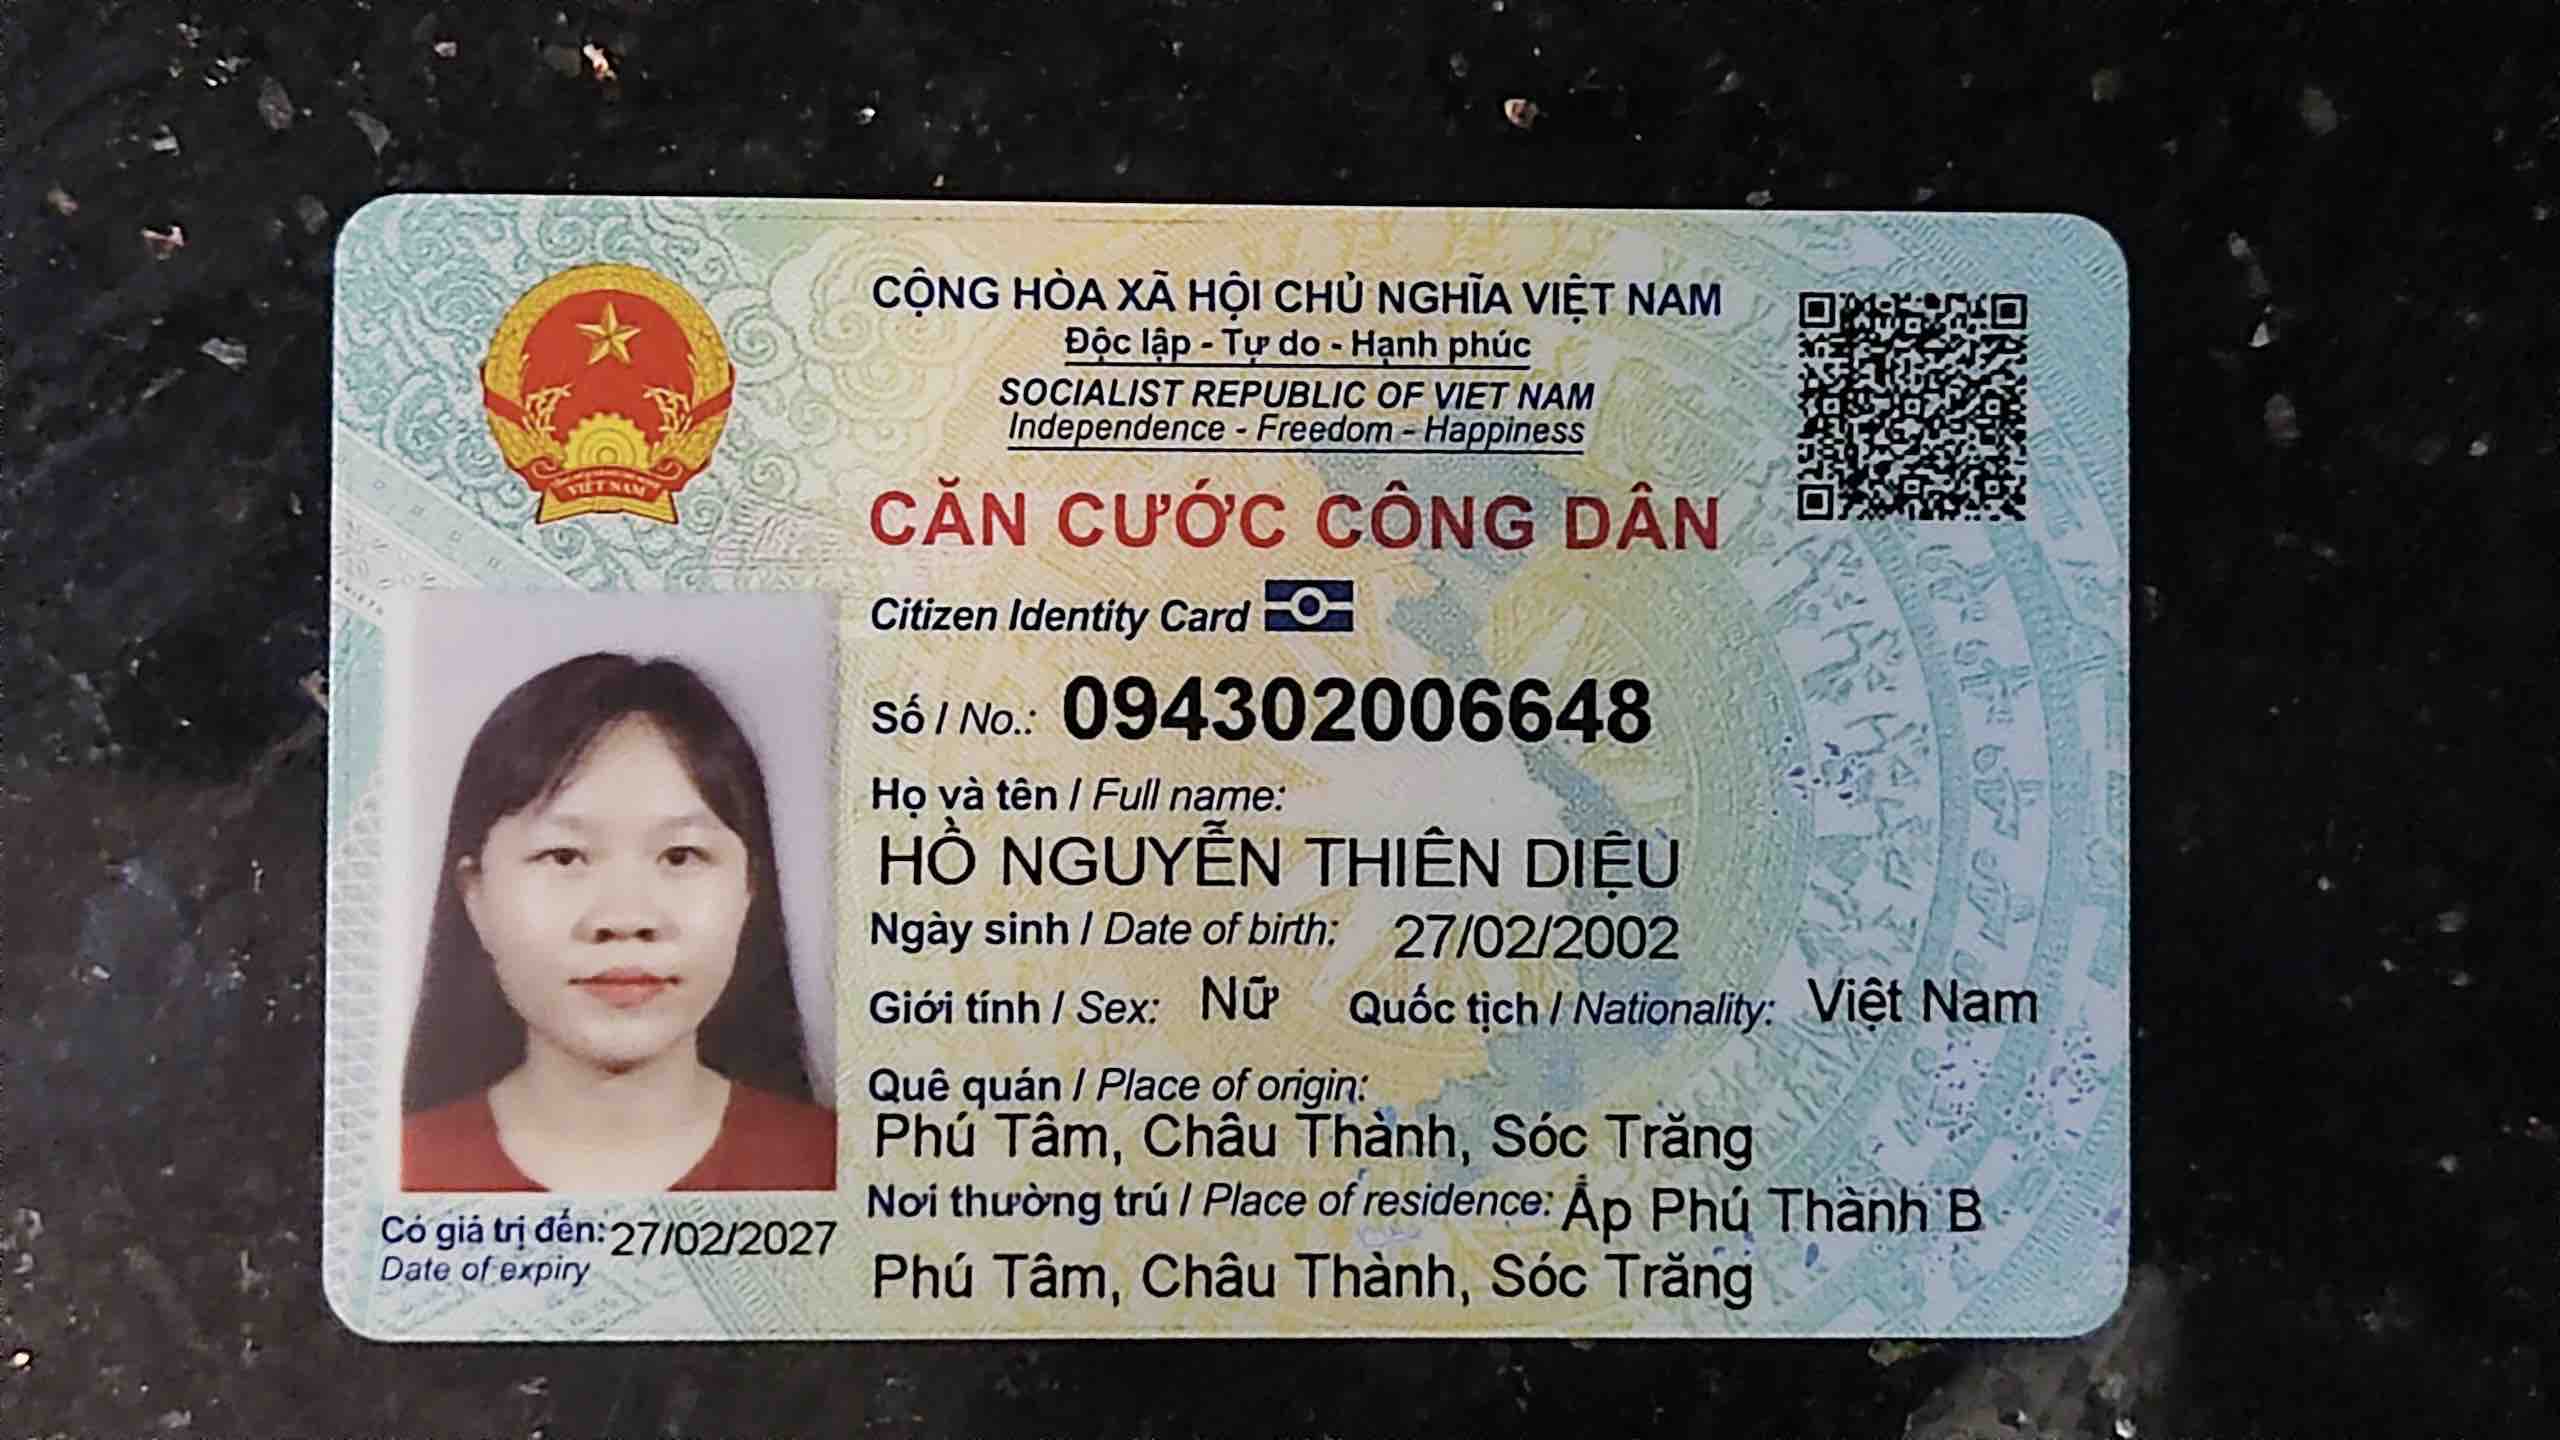 CỘNG HÒA XÃ HỘI CHỦ NGHĨA VIỆT NAM
Độc lập - Tự do - Hạnh phúc
SOCIALIST REPUBLIC OF VIET NAM
Independence - Freedom - Happiness
CĂN CƯỚC CÔNG DÂN
Citizen Identity Card
Số / No.: 094302006648
Họ và tên / Full name:
HỒ NGUYỄN THIÊN DIỆU
Ngày sinh / Date of birth: 27/02/2002
Giới tính / Sex: Nữ Quốc tịch / Nationality: Việt Nam
Quê quán / Place of origin:
Phú Tâm, Châu Thành, Sóc Trăng
Nơi thường trú / Place of residence: Ấp Phú Thành B
Phú Tâm, Châu Thành, Sóc Trăng
Có giá trị đến: 27/02/2027
Date of expiry
VIỆT NAM